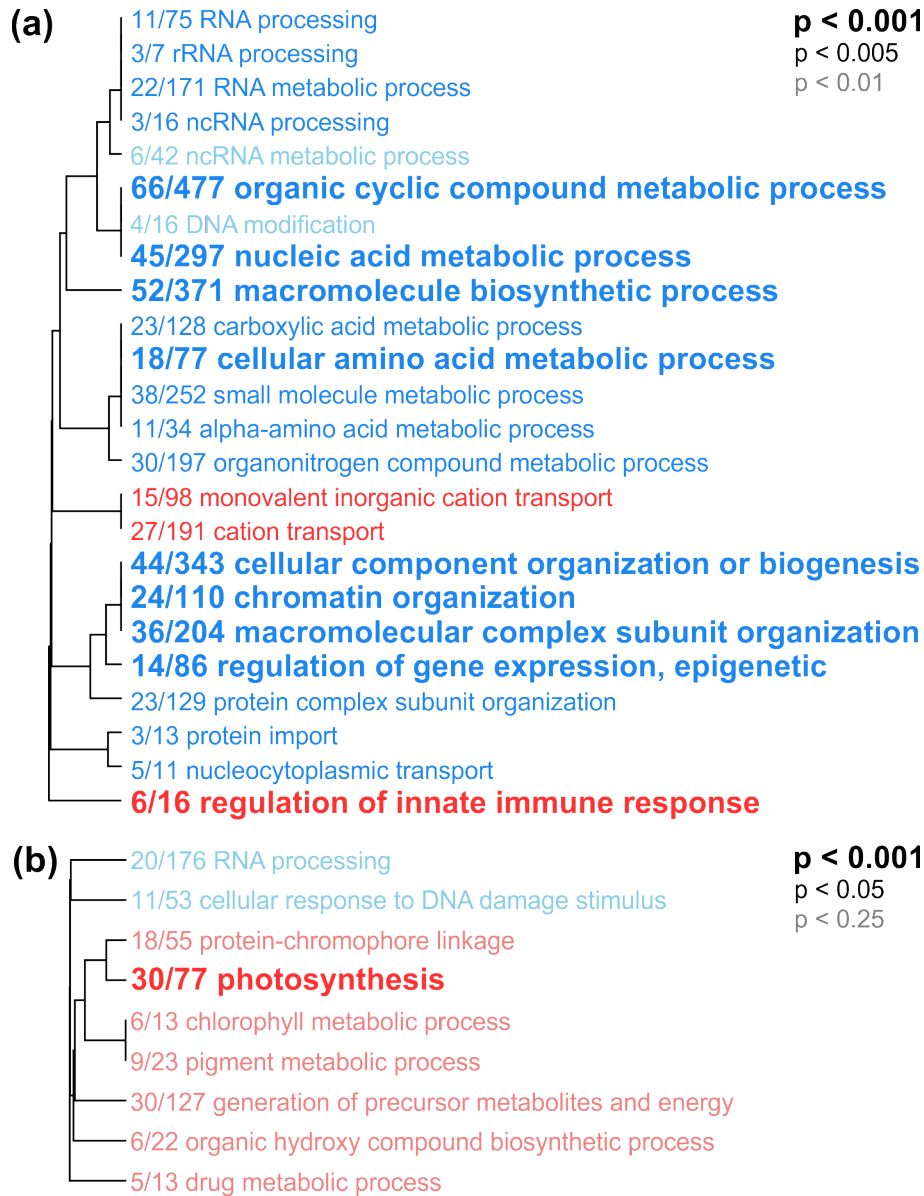 (a)
11/75 RNA processing
p < 0.001
3/7 rRNA processing
p < 0.005
22/171 RNA metabolic process
p < 0.01
3/16 ncRNA processing
6/42 ncRNA metabolic process
66/477 organic cyclic compound metabolic process
4/16 DNA modification
45/297 nucleic acid metabolic process
52/371 macromolecule biosynthetic process
23/128 carboxylic acid metabolic process
18/77 cellular amino acid metabolic process
38/252 small molecule metabolic process
11/34 alpha-amino acid metabolic process
30/197 organonitrogen compound metabolic process
15/98 monovalent inorganic cation transport
27/191 cation transport
44/343 cellular component organization or biogenesis
24/110 chromatin organization
36/204 macromolecular complex subunit organization
14/86 regulation of gene expression, epigenetic
23/129 protein complex subunit organization
3/13 protein import
5/11 nucleocytoplasmic transport
6/16 regulation of innate immune response
(b)
20/176 RNA processing
p < 0.001
p < 0.05
11/53 cellular response to DNA damage stimulus
p < 0.25
18/55 protein-chromophore linkage
30/77 photosynthesis
6/13 chlorophyll metabolic process
9/23 pigment metabolic process
30/127 generation of precursor metabolites and energy
6/22 organic hydroxy compound biosynthetic process
5/13 drug metabolic process